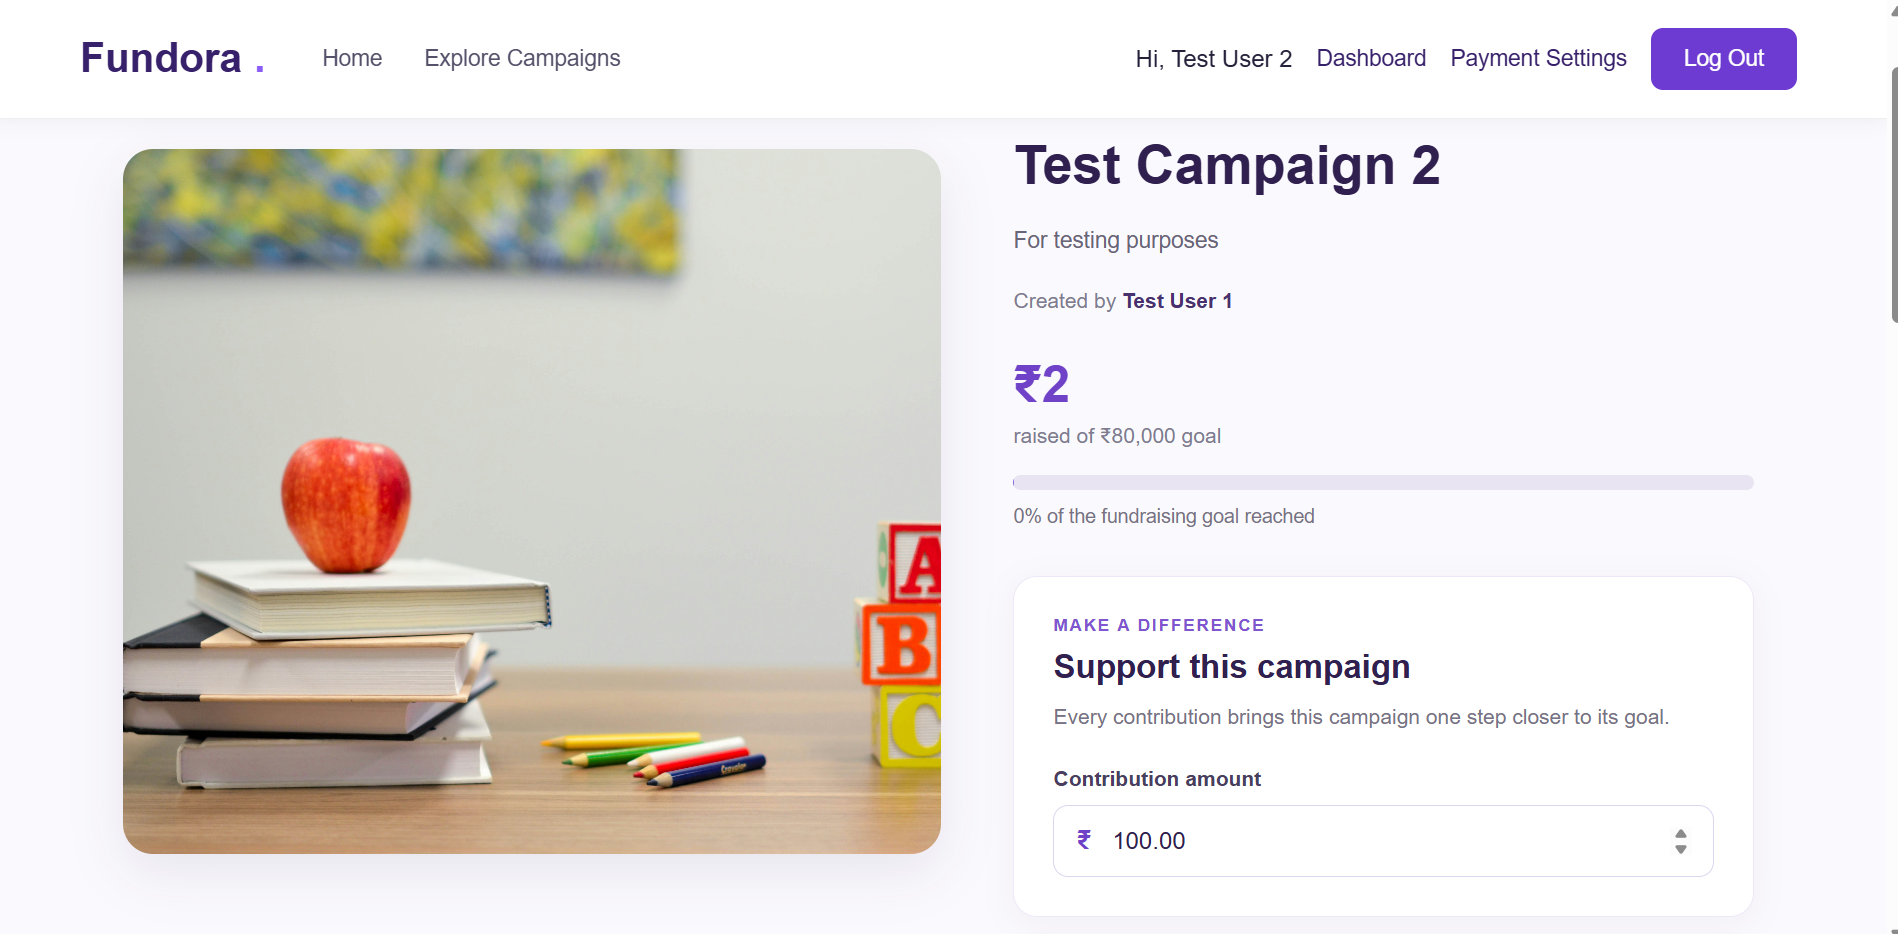 Fundora .
Home
Explore Campaigns
Hi, Test User 2
Dashboard
Payment Settings
Log Out
A
B
C
Crayola
Test Campaign 2
For testing purposes
Created by Test User 1
₹2
raised of ₹80,000 goal
0% of the fundraising goal reached
MAKE A DIFFERENCE
Support this campaign
Every contribution brings this campaign one step closer to its goal.
Contribution amount
₹ 100.00